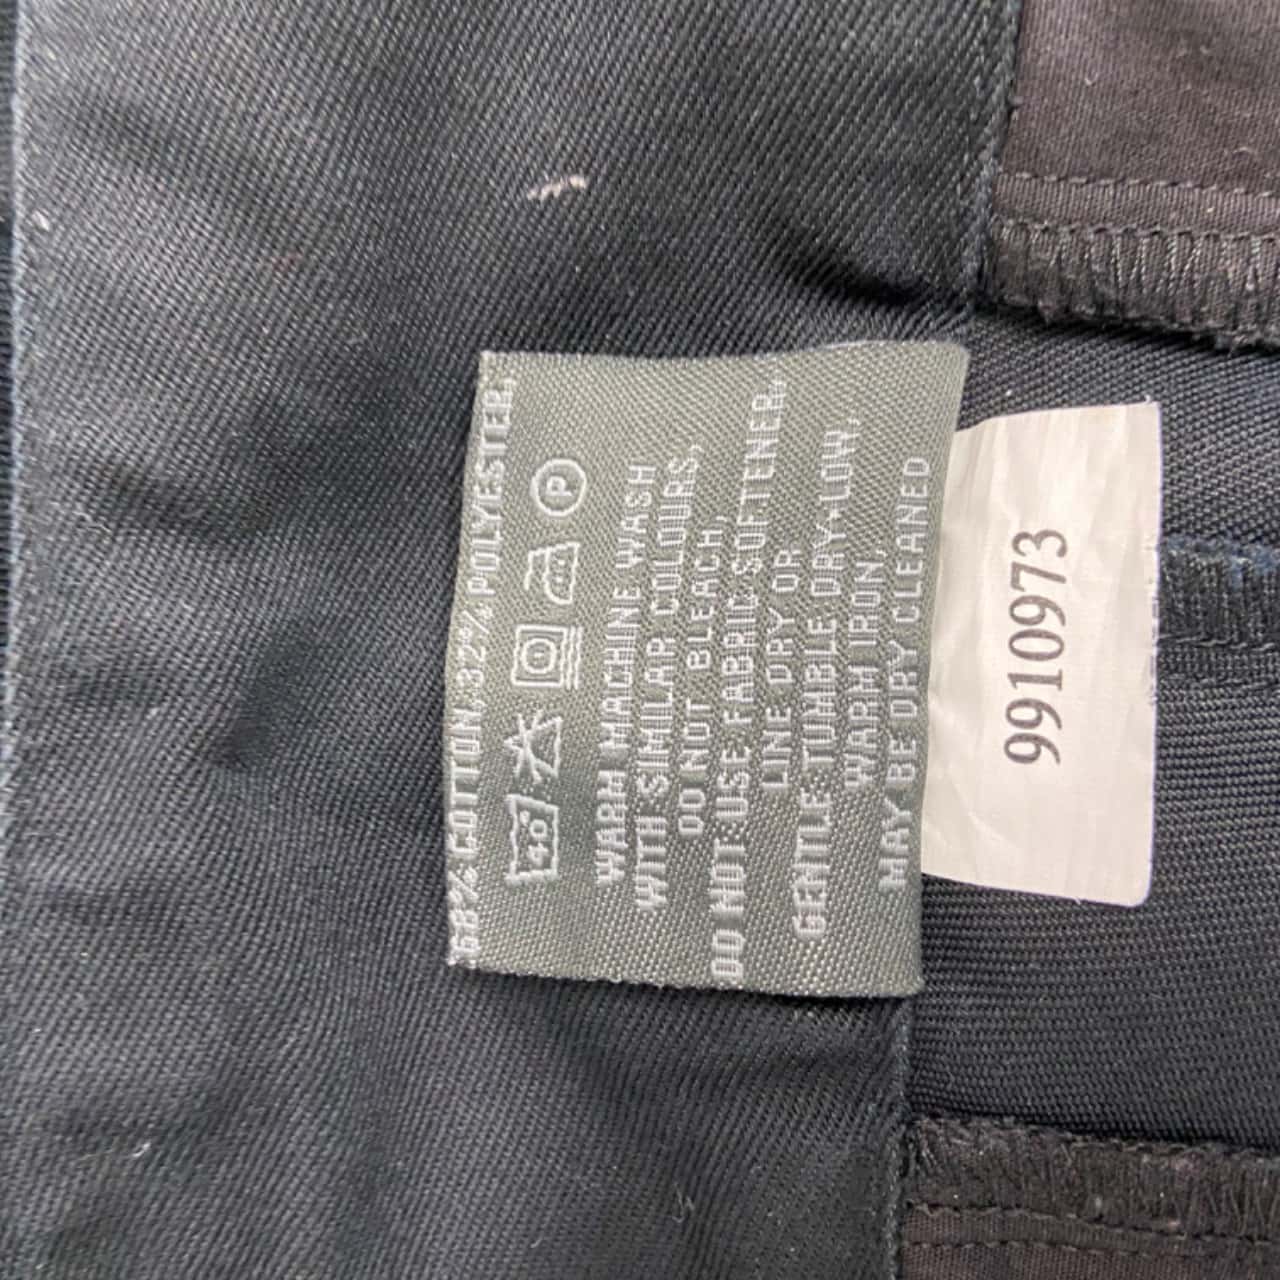 68% COTTON, 32% POLYESTER,
40° P
WARM MACHINE WASH
WITH SIMILAR COLOURS,
DO NOT BLEACH,
DO NOT USE FABRIC SOFTENER,
LINE DRY OR
GENTLE TUMBLE DRY-LOW,
WARM IRON,
MAY BE DRY CLEANED
9910973